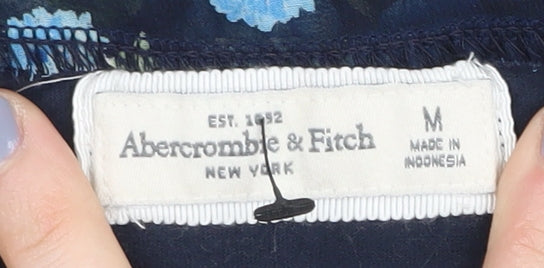 EST. 1892
Abercrombie & Fitch
NEW YORK
M
MADE IN
INDONESIA